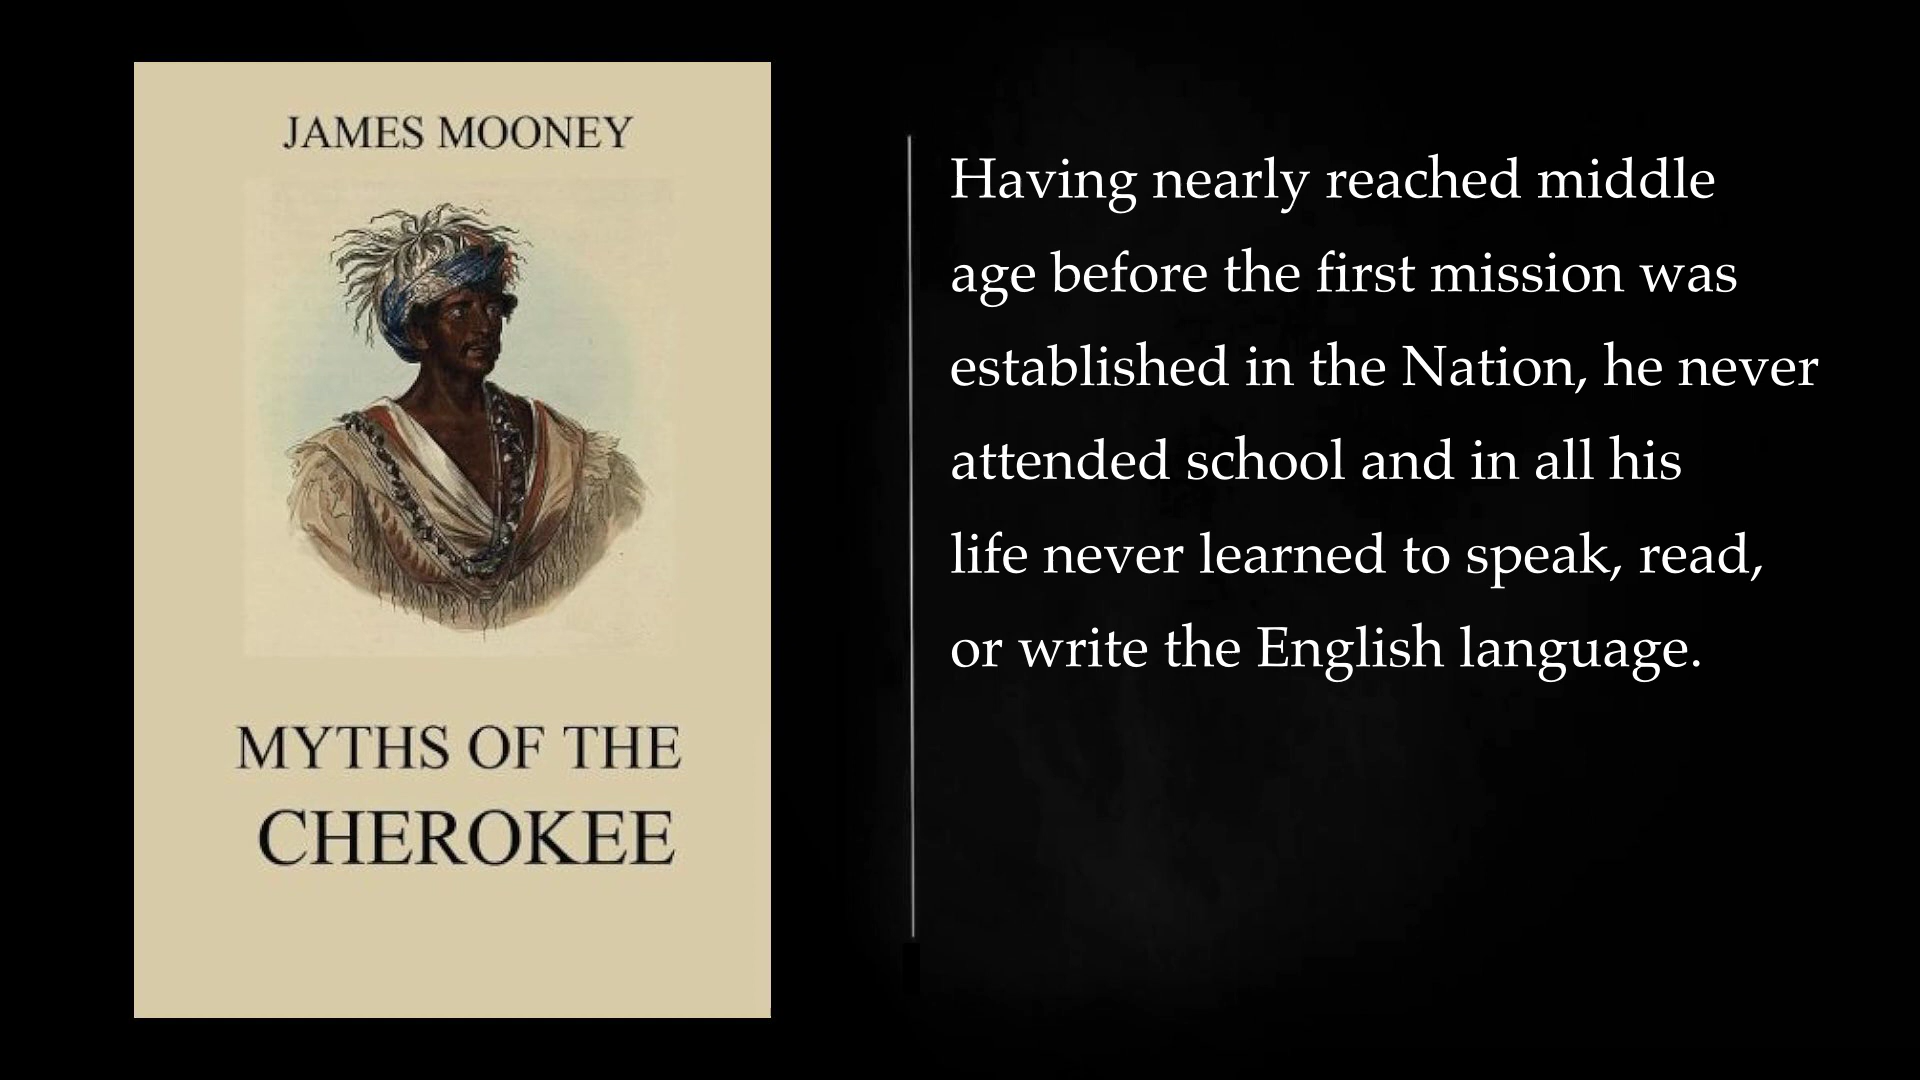 JAMES MOONEY
MYTHS OF THE
CHEROKEE
Having nearly reached middle
age before the first mission was
established in the Nation, he never
attended school and in all his
life never learned to speak, read,
or write the English language.